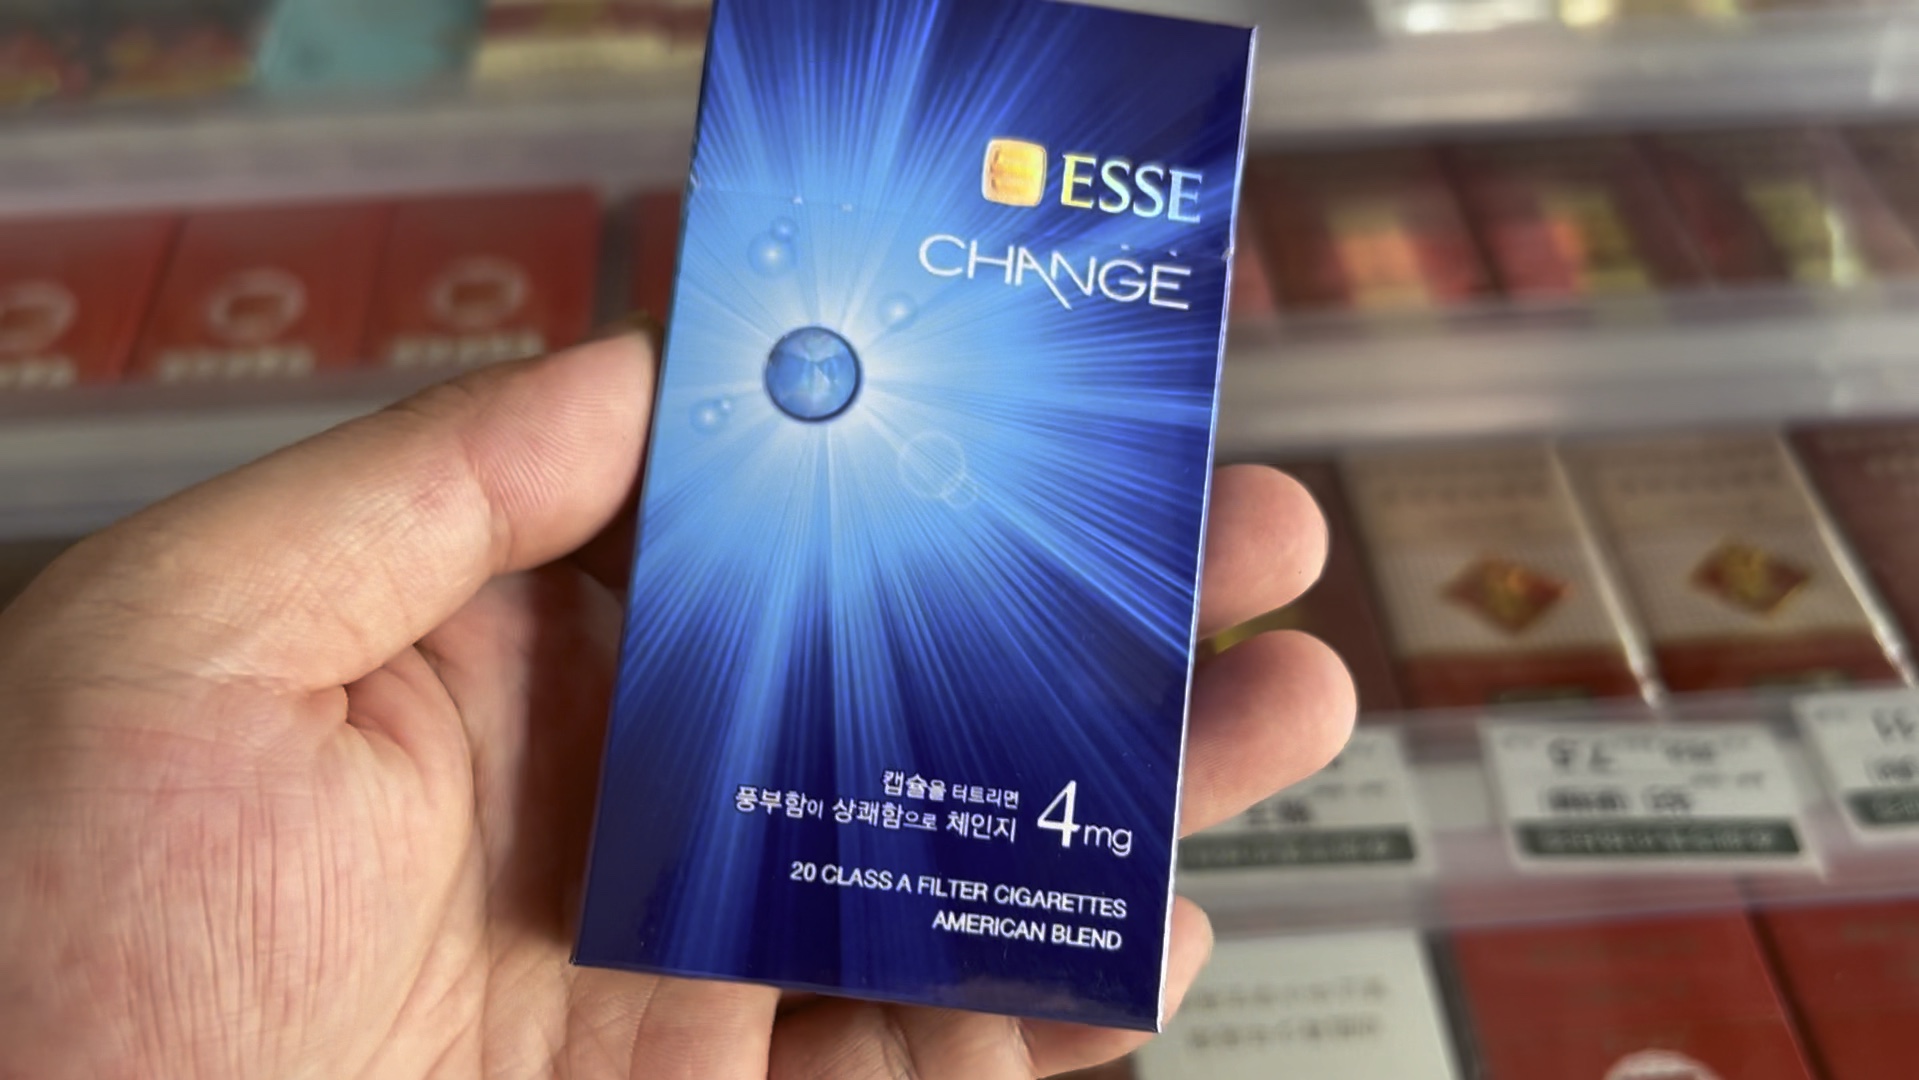 ESSE
CHANGE
캡슐을 터트리면
풍부함이 상쾌함으로 체인지
4mg
20 CLASS A FILTER CIGARETTES
AMERICAN BLEND